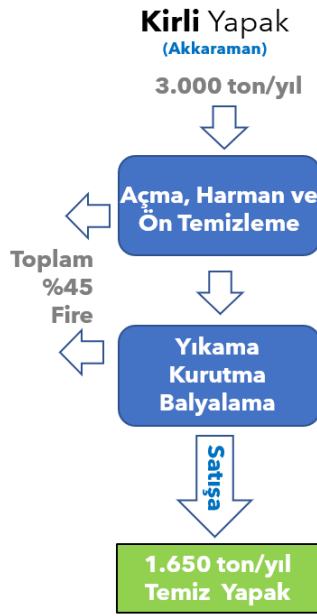 Kirli Yapak
(Akkaraman)
3.000 ton/yıl
Açma, Harman ve
Ön Temizleme
Toplam
%45
Fire
Yıkama
Kurutma
Balyalama
Satışa
1.650 ton/yıl
Temiz Yapak